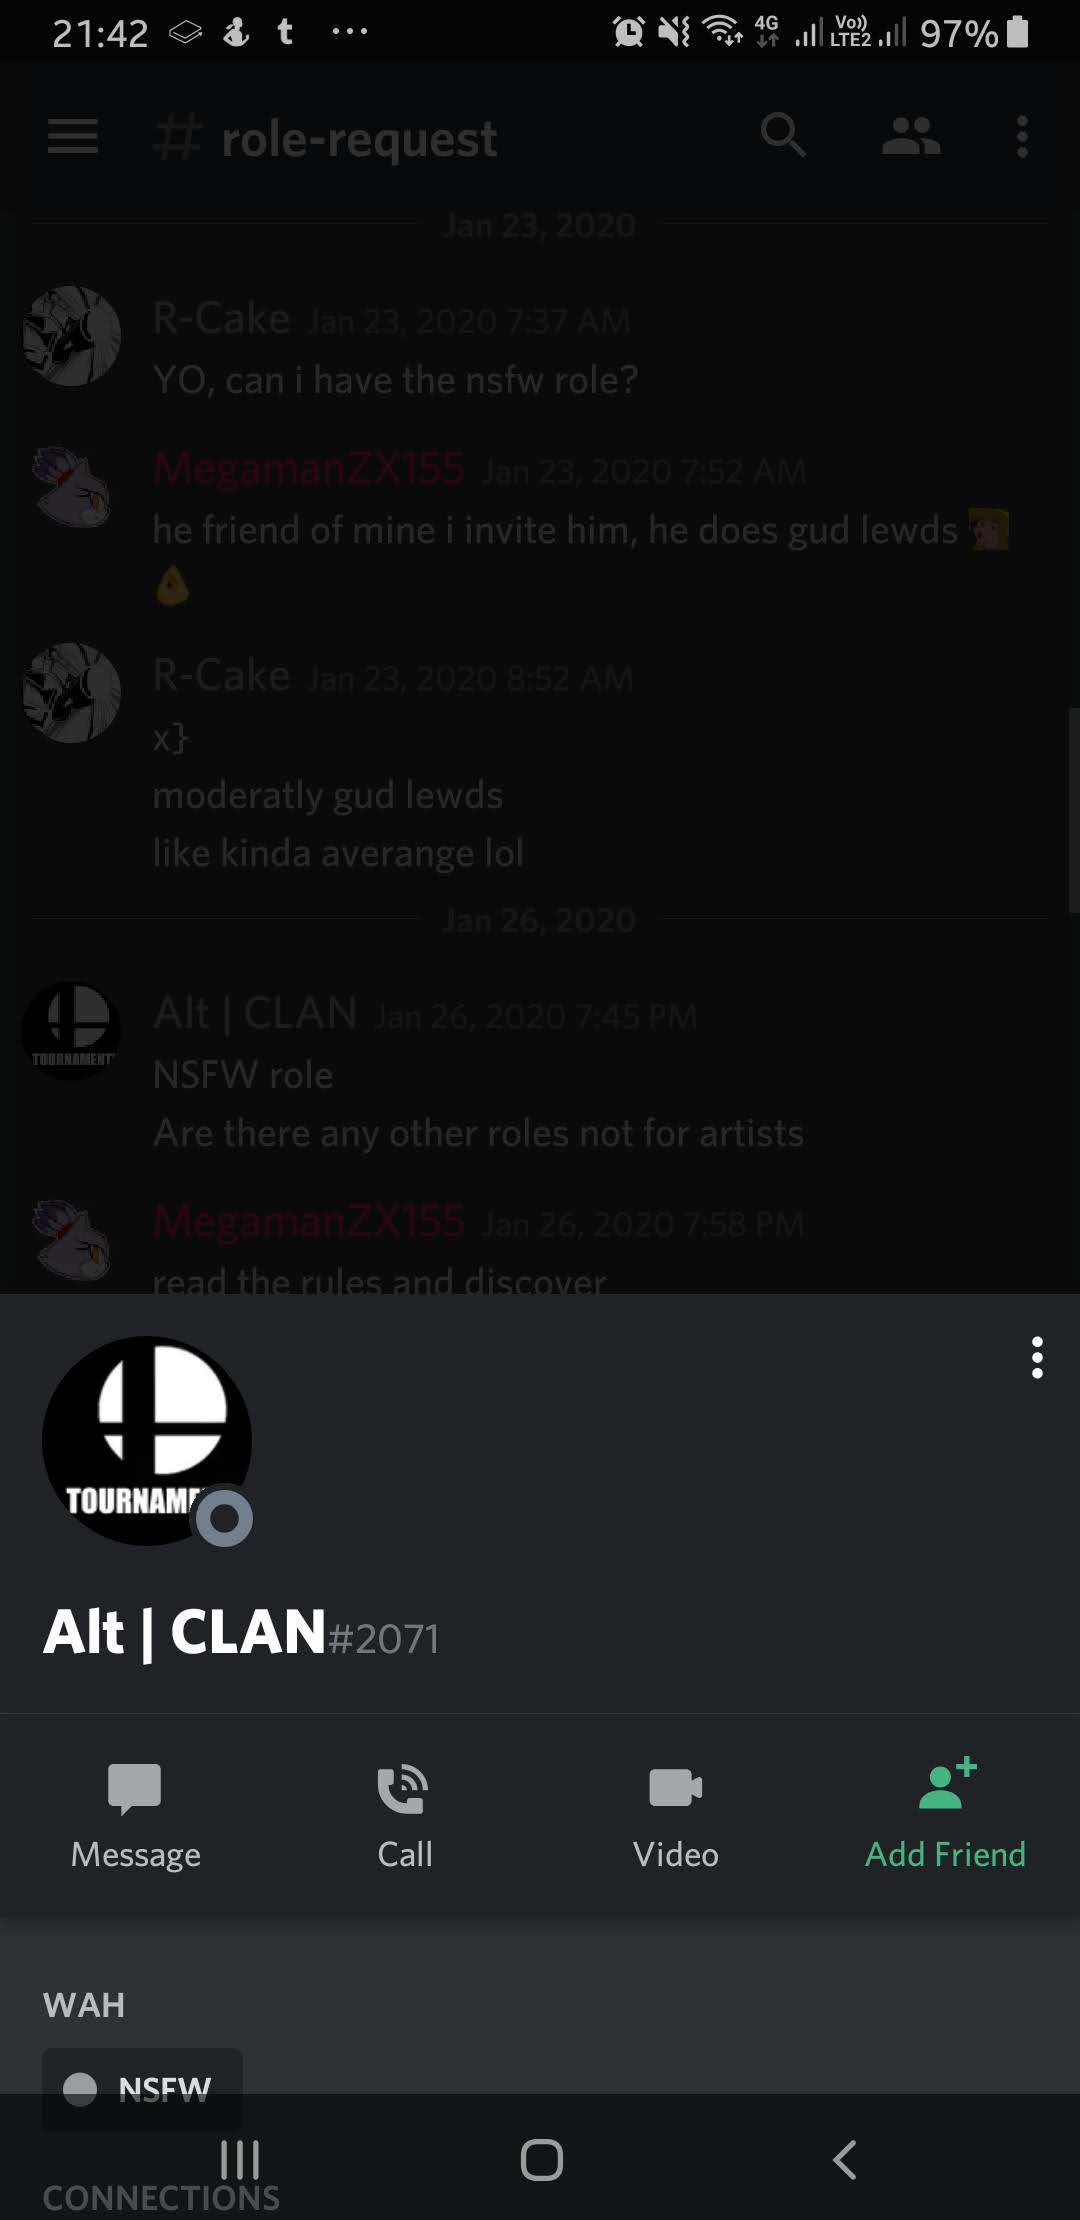 21:42 t ... 4G Vo)) LTE2 97%
# role-request
Jan 23, 2020
R-Cake Jan 23, 2020 7:37 AM
YO, can i have the nsfw role?
MegamanZX155 Jan 23, 2020 7:52 AM
he friend of mine i invite him, he does gud lewds
R-Cake Jan 23, 2020 8:52 AM
x}
moderatly gud lewds
like kinda averange lol
Jan 26, 2020
Alt | CLAN Jan 26, 2020 7:45 PM
TOURNAMENT
NSFW role
Are there any other roles not for artists
MegamanZX155 Jan 26, 2020 7:58 PM
read the rules and discover
TOURNAME
Alt | CLAN#2071
Message Call Video Add Friend
WAH
NSFW
CONNECTIONS